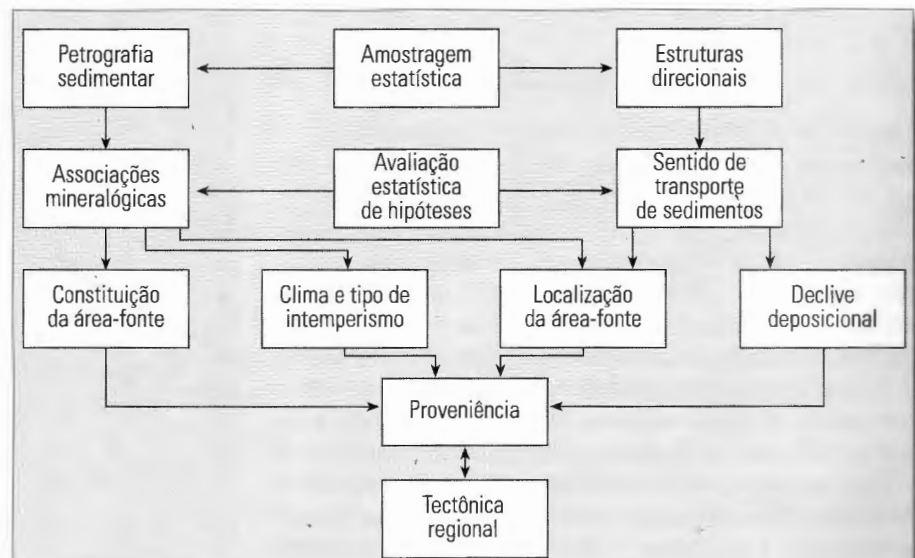 Petrografia
sedimentar
Amostragem
estatística
Estruturas
direcionais
Associações
mineralógicas
Avaliação
estatística
de hipóteses
Sentido de
transporte
de sedimentos
Constituição
da área-fonte
Clima e tipo de
intemperismo
Localização
da área-fonte
Declive
deposicional
Proveniência
Tectônica
regional